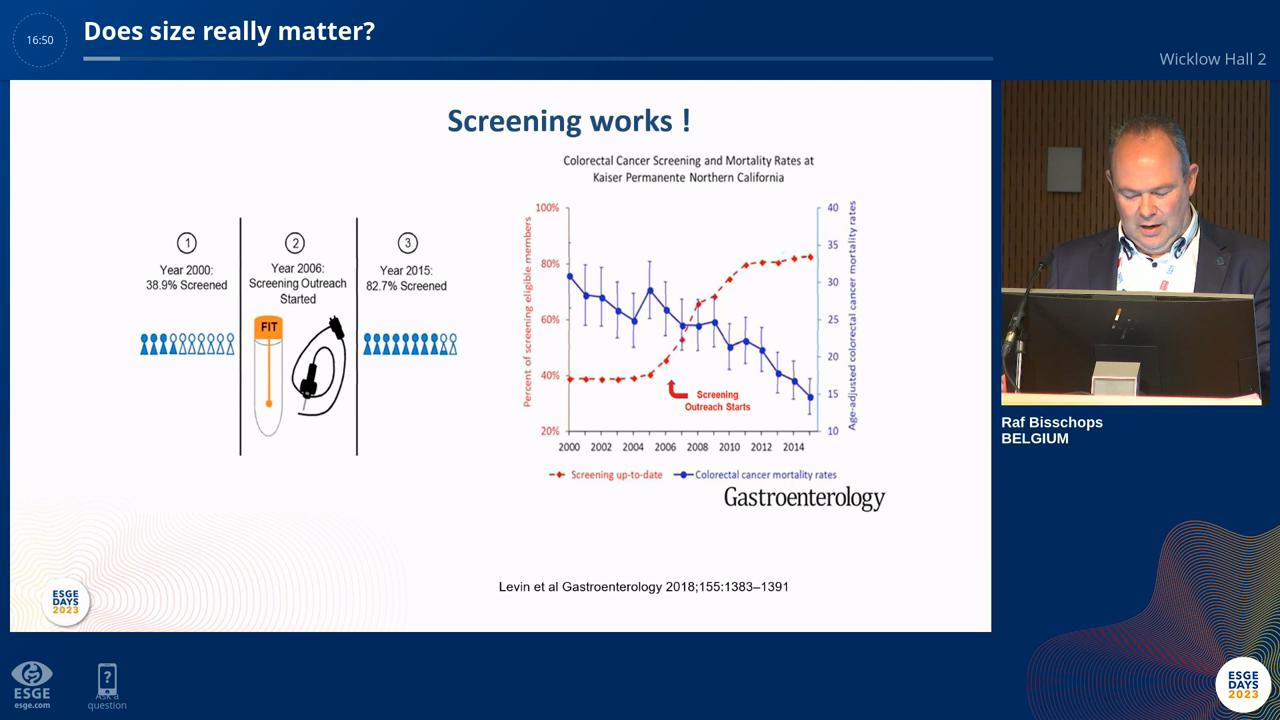 16:50
Does size really matter?
Wicklow Hall 2
Screening works !
Colorectal Cancer Screening and Mortality Rates at
Kaiser Permanente Northern California
1
Year 2000:
38.9% Screened
2
Year 2006:
Screening Outreach
Started
FIT
3
Year 2015:
82.7% Screened
Percent of screening eligible members
100%
80%
60%
40%
20%
Age-adjusted colorectal cancer mortality rates
40
35
30
25
20
15
10
Screening
Outreach Starts
2000 2002 2004 2006 2008 2010 2012 2014
Screening up-to-date
Colorectal cancer mortality rates
Gastroenterology
Levin et al Gastroenterology 2018;155:1383–1391
ESGE
DAYS
2023
Raf Bisschops
BELGIUM
ESGE
esge.com
?
Ask a
question
ESGE
DAYS
2023